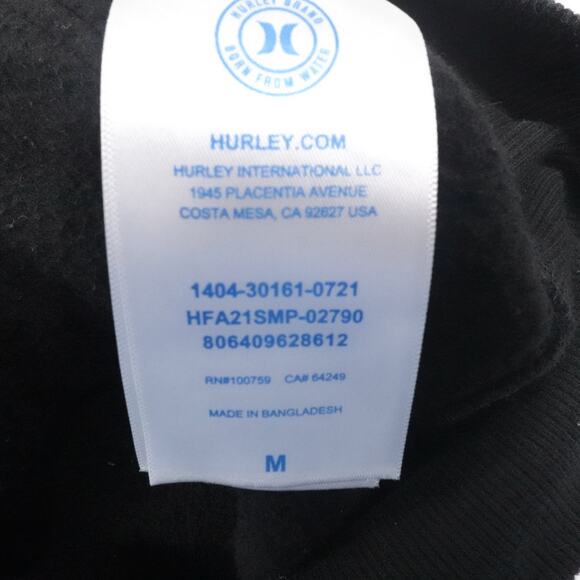 HURLEY BRAND
BORN FROM WATER
HURLEY.COM
HURLEY INTERNATIONAL LLC
1945 PLACENTIA AVENUE
COSTA MESA, CA 92627 USA
1404-30161-0721
HFA21SMP-02790
806409628612
RN#100759 CA# 64249
MADE IN BANGLADESH
M